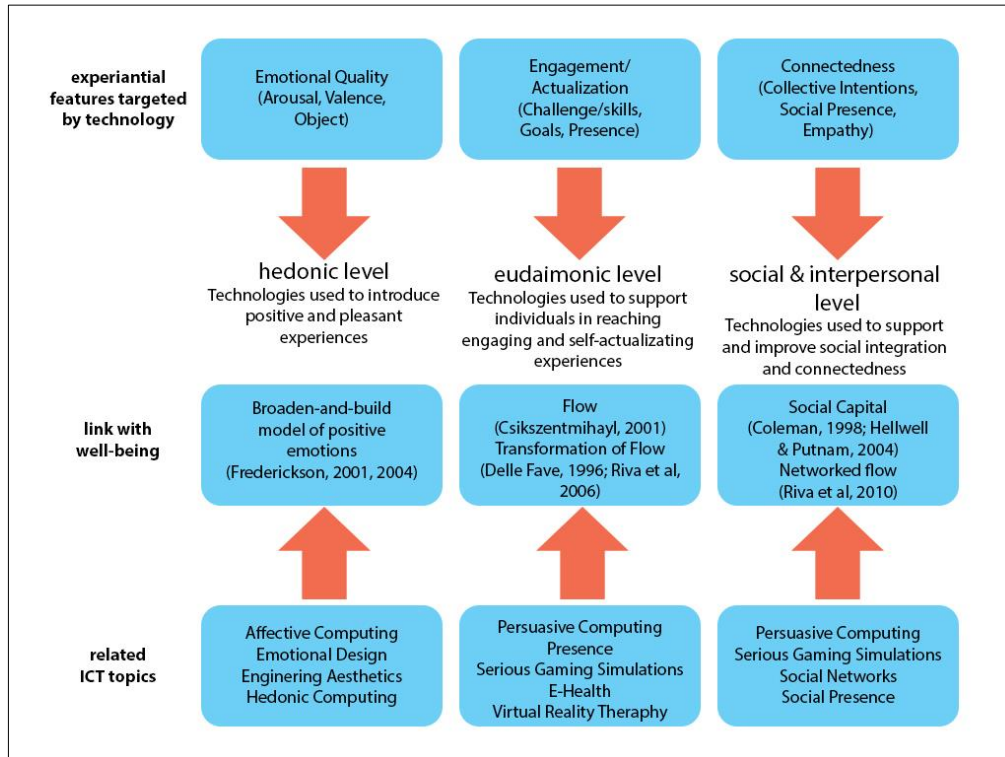 experiantial
features targeted
by technology
Emotional Quality
(Arousal, Valence,
Object)
Engagement/
Actualization
(Challenge/skills,
Goals, Presence)
Connectedness
(Collective Intentions,
Social Presence,
Empathy)
hedonic level
Technologies used to introduce
positive and pleasant
experiences
eudaimonic level
Technologies used to support
individuals in reaching
engaging and self-actualizating
experiences
social & interpersonal
level
Technologies used to support
and improve social integration
and connectedness
link with
well-being
Broaden-and-build
model of positive
emotions
(Frederickson, 2001, 2004)
Flow
(Csikszentmihayl, 2001)
Transformation of Flow
(Delle Fave, 1996; Riva et al,
2006)
Social Capital
(Coleman, 1998; Hellwell
& Putnam, 2004)
Networked flow
(Riva et al, 2010)
related
ICT topics
Affective Computing
Emotional Design
Enginering Aesthetics
Hedonic Computing
Persuasive Computing
Presence
Serious Gaming Simulations
E-Health
Virtual Reality Theraphy
Persuasive Computing
Serious Gaming Simulations
Social Networks
Social Presence